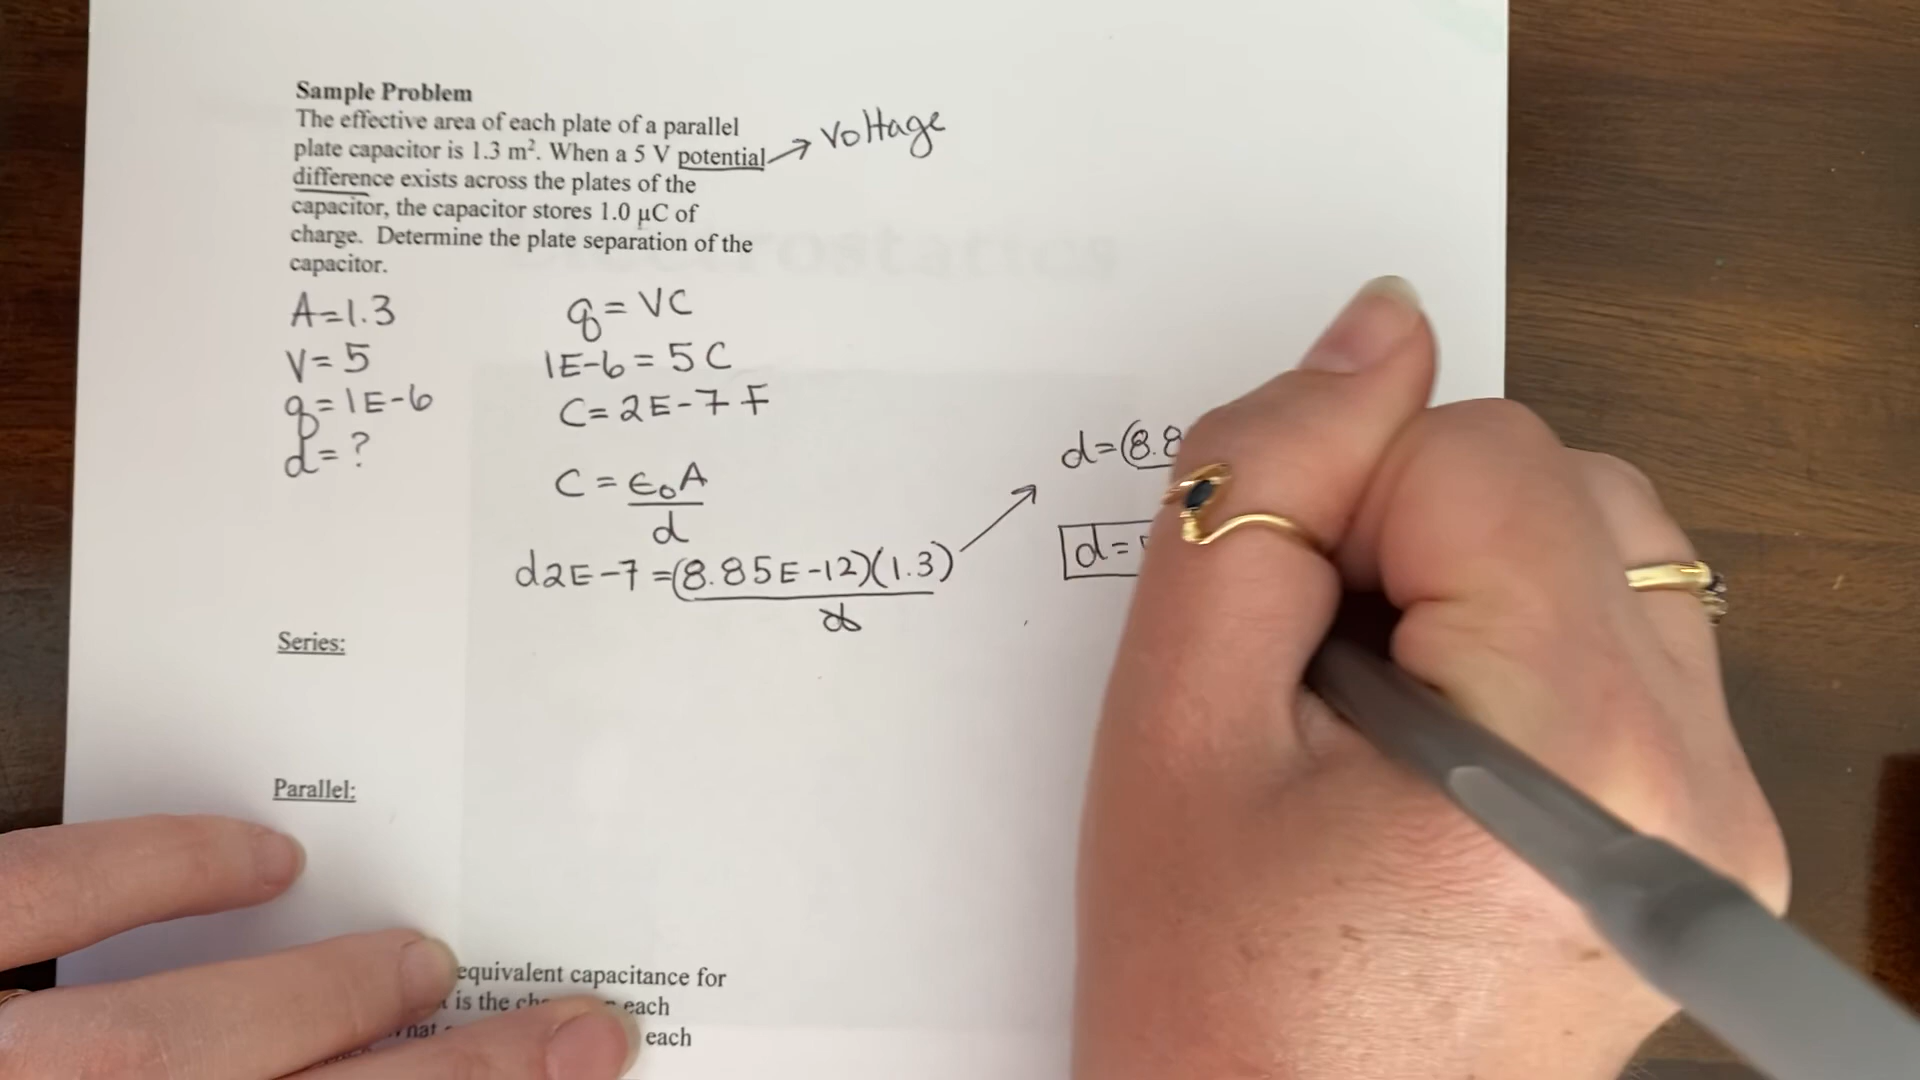 Sample Problem
The effective area of each plate of a parallel
plate capacitor is 1.3 m². When a 5 V potential
difference exists across the plates of the
capacitor, the capacitor stores 1.0 µC of
charge. Determine the plate separation of the
capacitor.
→ Voltage
A=1.3
V=5
q=1E-6
d=?
q=VC
1E-6=5C
C=2E-7 F
C=ϵ₀A
d
d2E-7=(8.85E-12)(1.3)
d
d=(8.8
d=
Series:
Parallel:
equivalent capacitance for
is the each
each